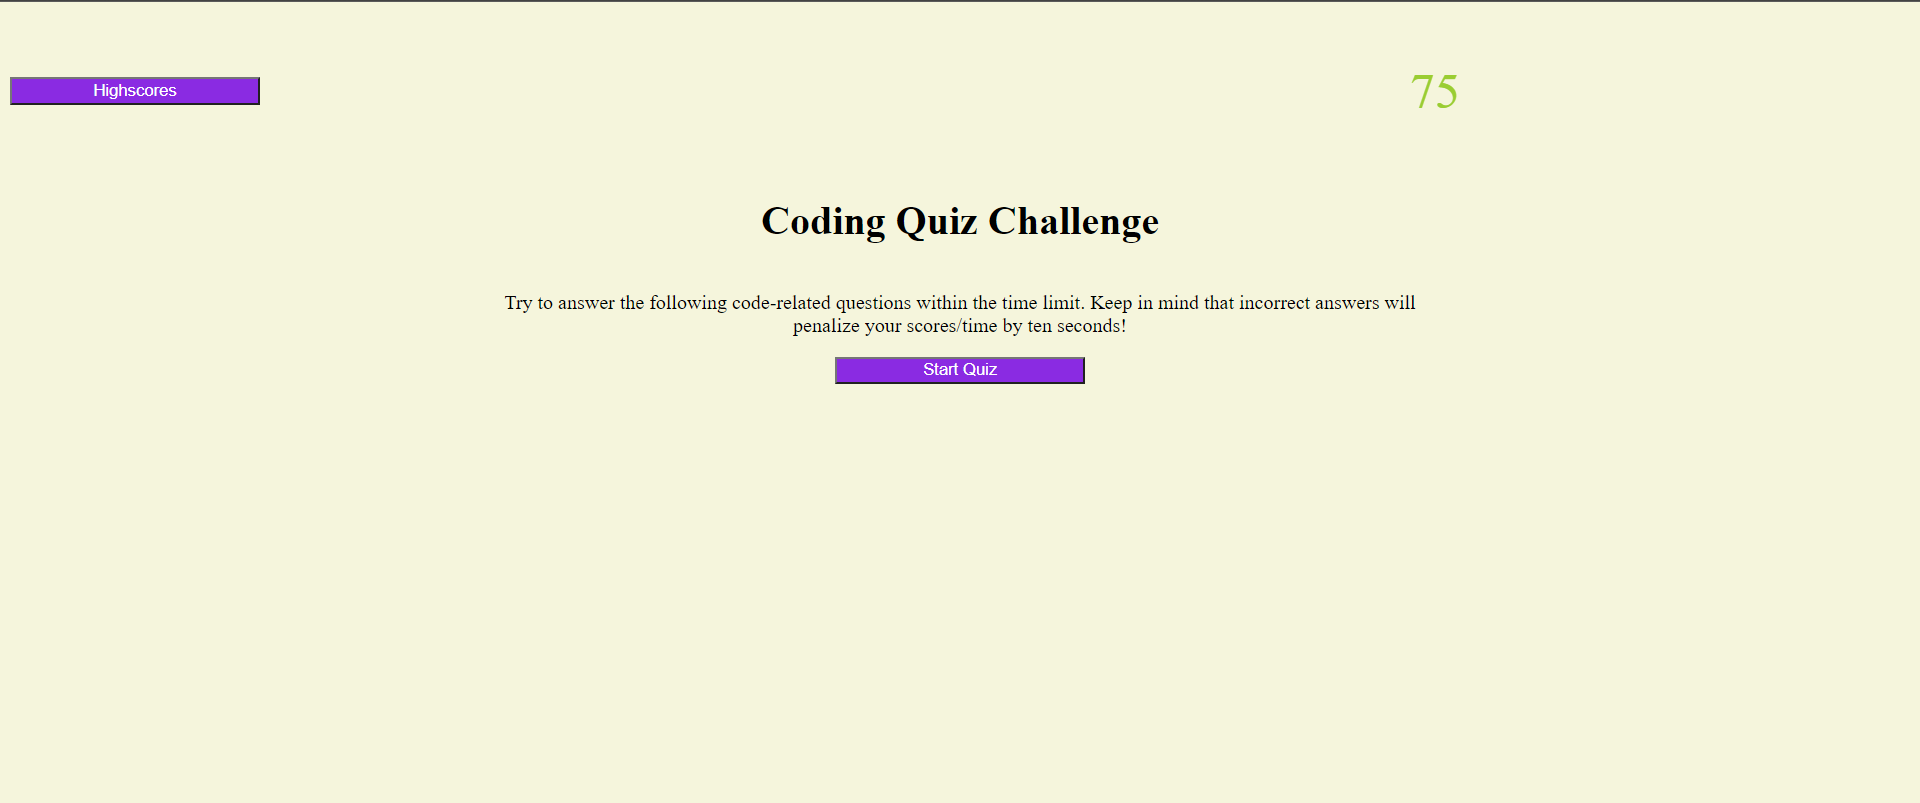 Highscores
75
Coding Quiz Challenge
Try to answer the following code-related questions within the time limit. Keep in mind that incorrect answers will
penalize your scores/time by ten seconds!
Start Quiz